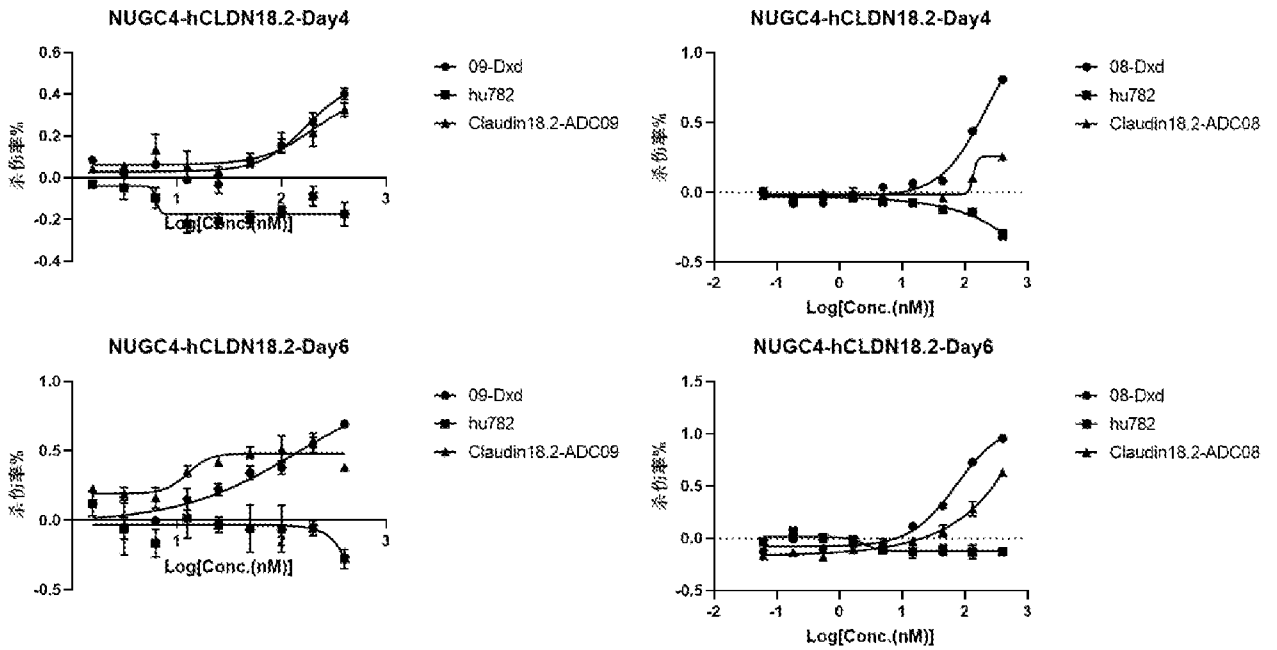 NUGC4-hCLDN18.2-Day4
杀伤率%
0.6
0.4
0.2
0.0
-0.2
-0.4
1
2
3
Log[Conc.(nM)]
09-Dxd
hu782
Claudin18.2-ADC09
NUGC4-hCLDN18.2-Day4
杀伤率%
1.0
0.5
0.0
-0.5
-2
-1
0
1
2
3
Log[Conc.(nM)]
08-Dxd
hu782
Claudin18.2-ADC08
NUGC4-hCLDN18.2-Day6
杀伤率%
1.0
0.5
0.0
-0.5
1
2
3
Log[Conc.(nM)]
09-Dxd
hu782
Claudin18.2-ADC09
NUGC4-hCLDN18.2-Day6
杀伤率%
1.5
1.0
0.5
0.0
-0.5
-2
-1
0
1
2
3
Log[Conc.(nM)]
08-Dxd
hu782
Claudin18.2-ADC08